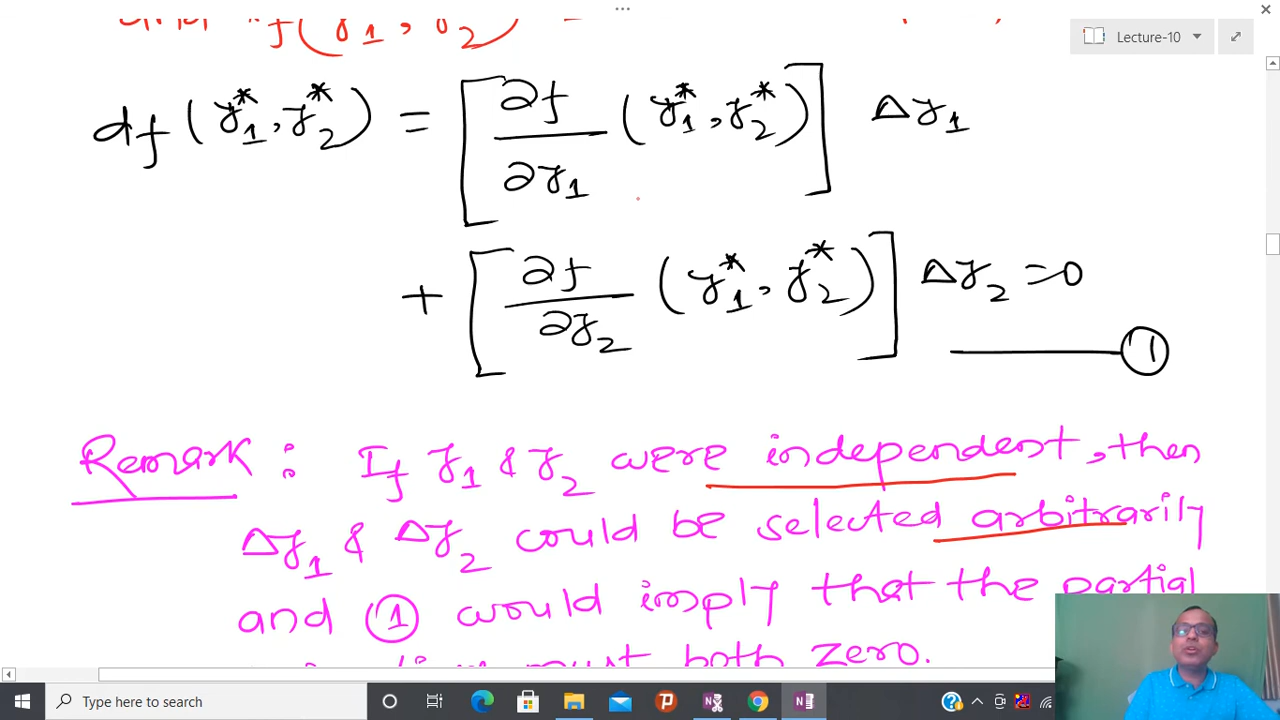 Lecture-10
df(y₁*, y₂*) = [∂f/∂y₁ (y₁*, y₂*)] Δy₁
+ [∂f/∂y₂ (y₁*, y₂*)] Δy₂ = 0
①
Remark : If y₁ & y₂ were independent, then
Δy₁ & Δy₂ could be selected arbitrarily
and ① would imply that the partial
must both zero.
Type here to search